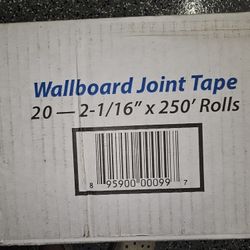 Wallboard Joint Tape
20 — 2-1/16" x 250' Rolls
8 95900 00099 7